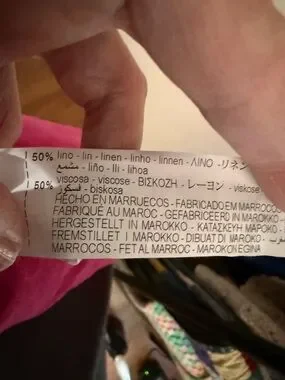 50% lino - lin - linen - linho - linnen - ΛΙΝΟ - リネン
مشمع - liño - lli - lihoa
viscosa - viscose - ΒΙΣΚΟΖΗ - レーヨン - viskose
50% فسكوز - biskosa
HECHO EN MARRUECOS - FABRICADO EM MARROCOS
FABRIQUÉ AU MAROC - GEFABRICEERD IN MAROKKO
HERGESTELLT IN MAROKKO - ΚΑΤΑΣΚΕΥΗ ΜΑΡΟΚΟ
FREMSTILLET I MAROKKO - DIBUAT DI MAROKO
MARROCOS - FET AL MARROC - MAROKON EGINA